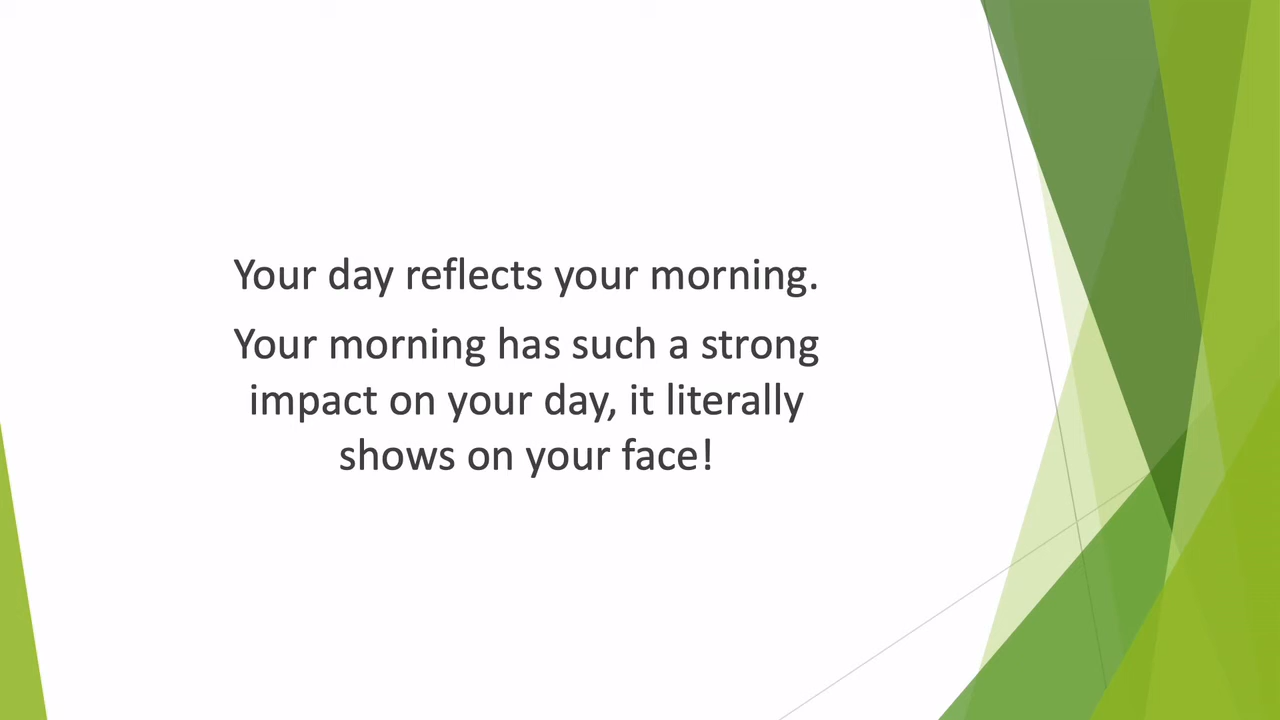 Your day reflects your morning.
Your morning has such a strong
impact on your day, it literally
shows on your face!